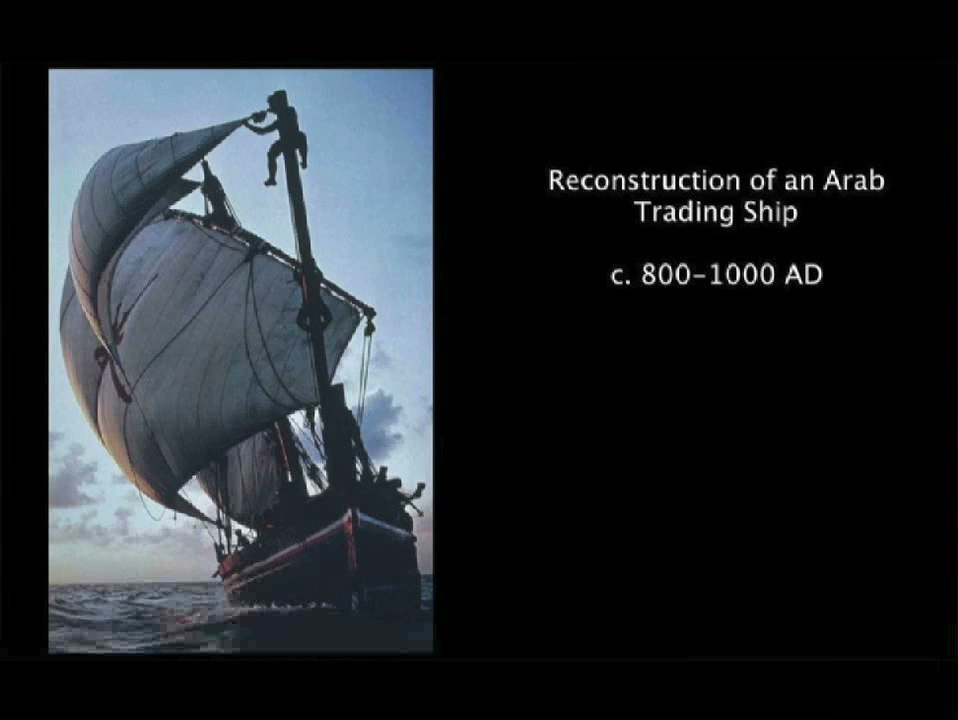 Reconstruction of an Arab
Trading Ship
c. 800-1000 AD